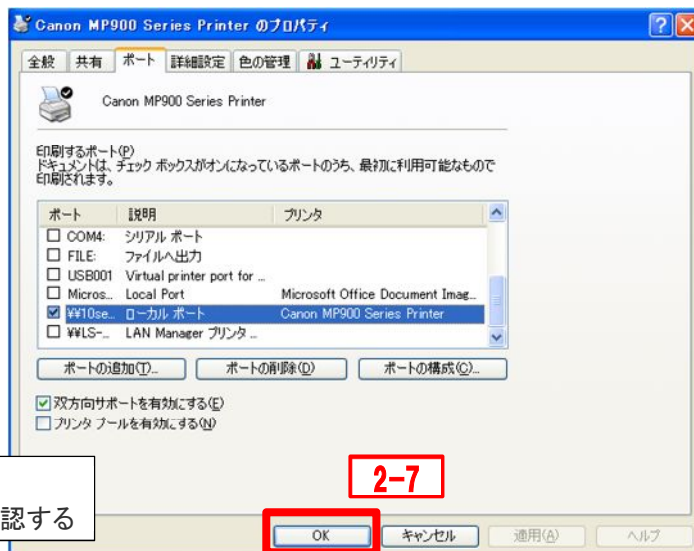 Canon MP900 Series Printer のプロパティ
全般 共有 ポート 詳細設定 色の管理 ユーティリティ
Canon MP900 Series Printer
印刷するポート(P)
ドキュメントは、チェック ボックスがオンになっているポートのうち、最初に利用可能なもので
印刷されます。
ポート 説明 プリンタ
COM4: シリアル ポート
FILE: ファイルへ出力
USB001 Virtual printer port for ...
Micros... Local Port Microsoft Office Document Imag...
¥¥10se... ローカル ポート Canon MP900 Series Printer
¥¥LS-... LAN Manager プリンタ ...
ポートの追加(T)... ポートの削除(D) ポートの構成(C)...
双方向サポートを有効にする(E)
プリンタ プールを有効にする(N)
2-7
認する
OK キャンセル 適用(A) ヘルプ